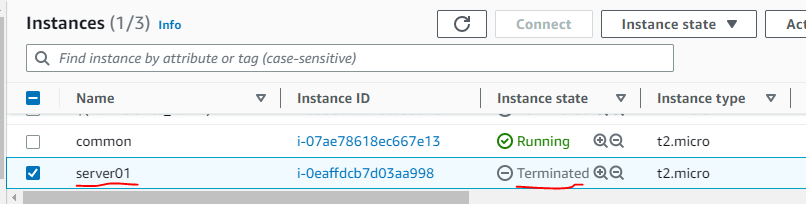 Instances (1/3) Info Connect Instance state
Find instance by attribute or tag (case-sensitive)
Name Instance ID Instance state Instance type
common i-07ae78618ec667e13 Running t2.micro
server01 i-0eaffdcb7d03aa998 Terminated t2.micro